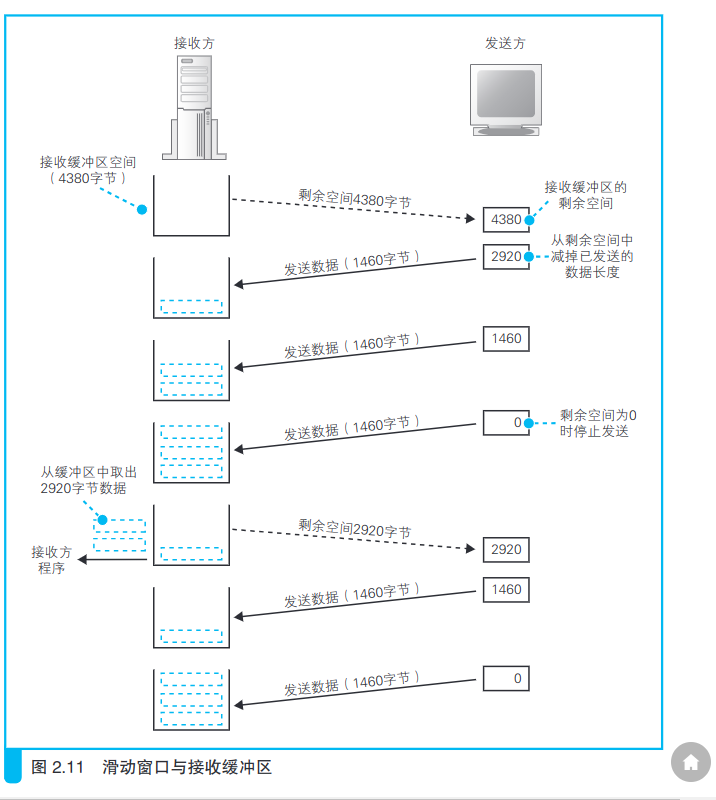 接收方
发送方
接收缓冲区空间
（4380字节）
剩余空间4380字节
接收缓冲区的
剩余空间
4380
从剩余空间中
减掉已发送的
数据长度
2920
发送数据（1460字节）
1460
发送数据（1460字节）
0
剩余空间为0
时停止发送
发送数据（1460字节）
从缓冲区中取出
2920字节数据
接收方
程序
剩余空间2920字节
2920
1460
发送数据（1460字节）
0
发送数据（1460字节）
图 2.11 滑动窗口与接收缓冲区